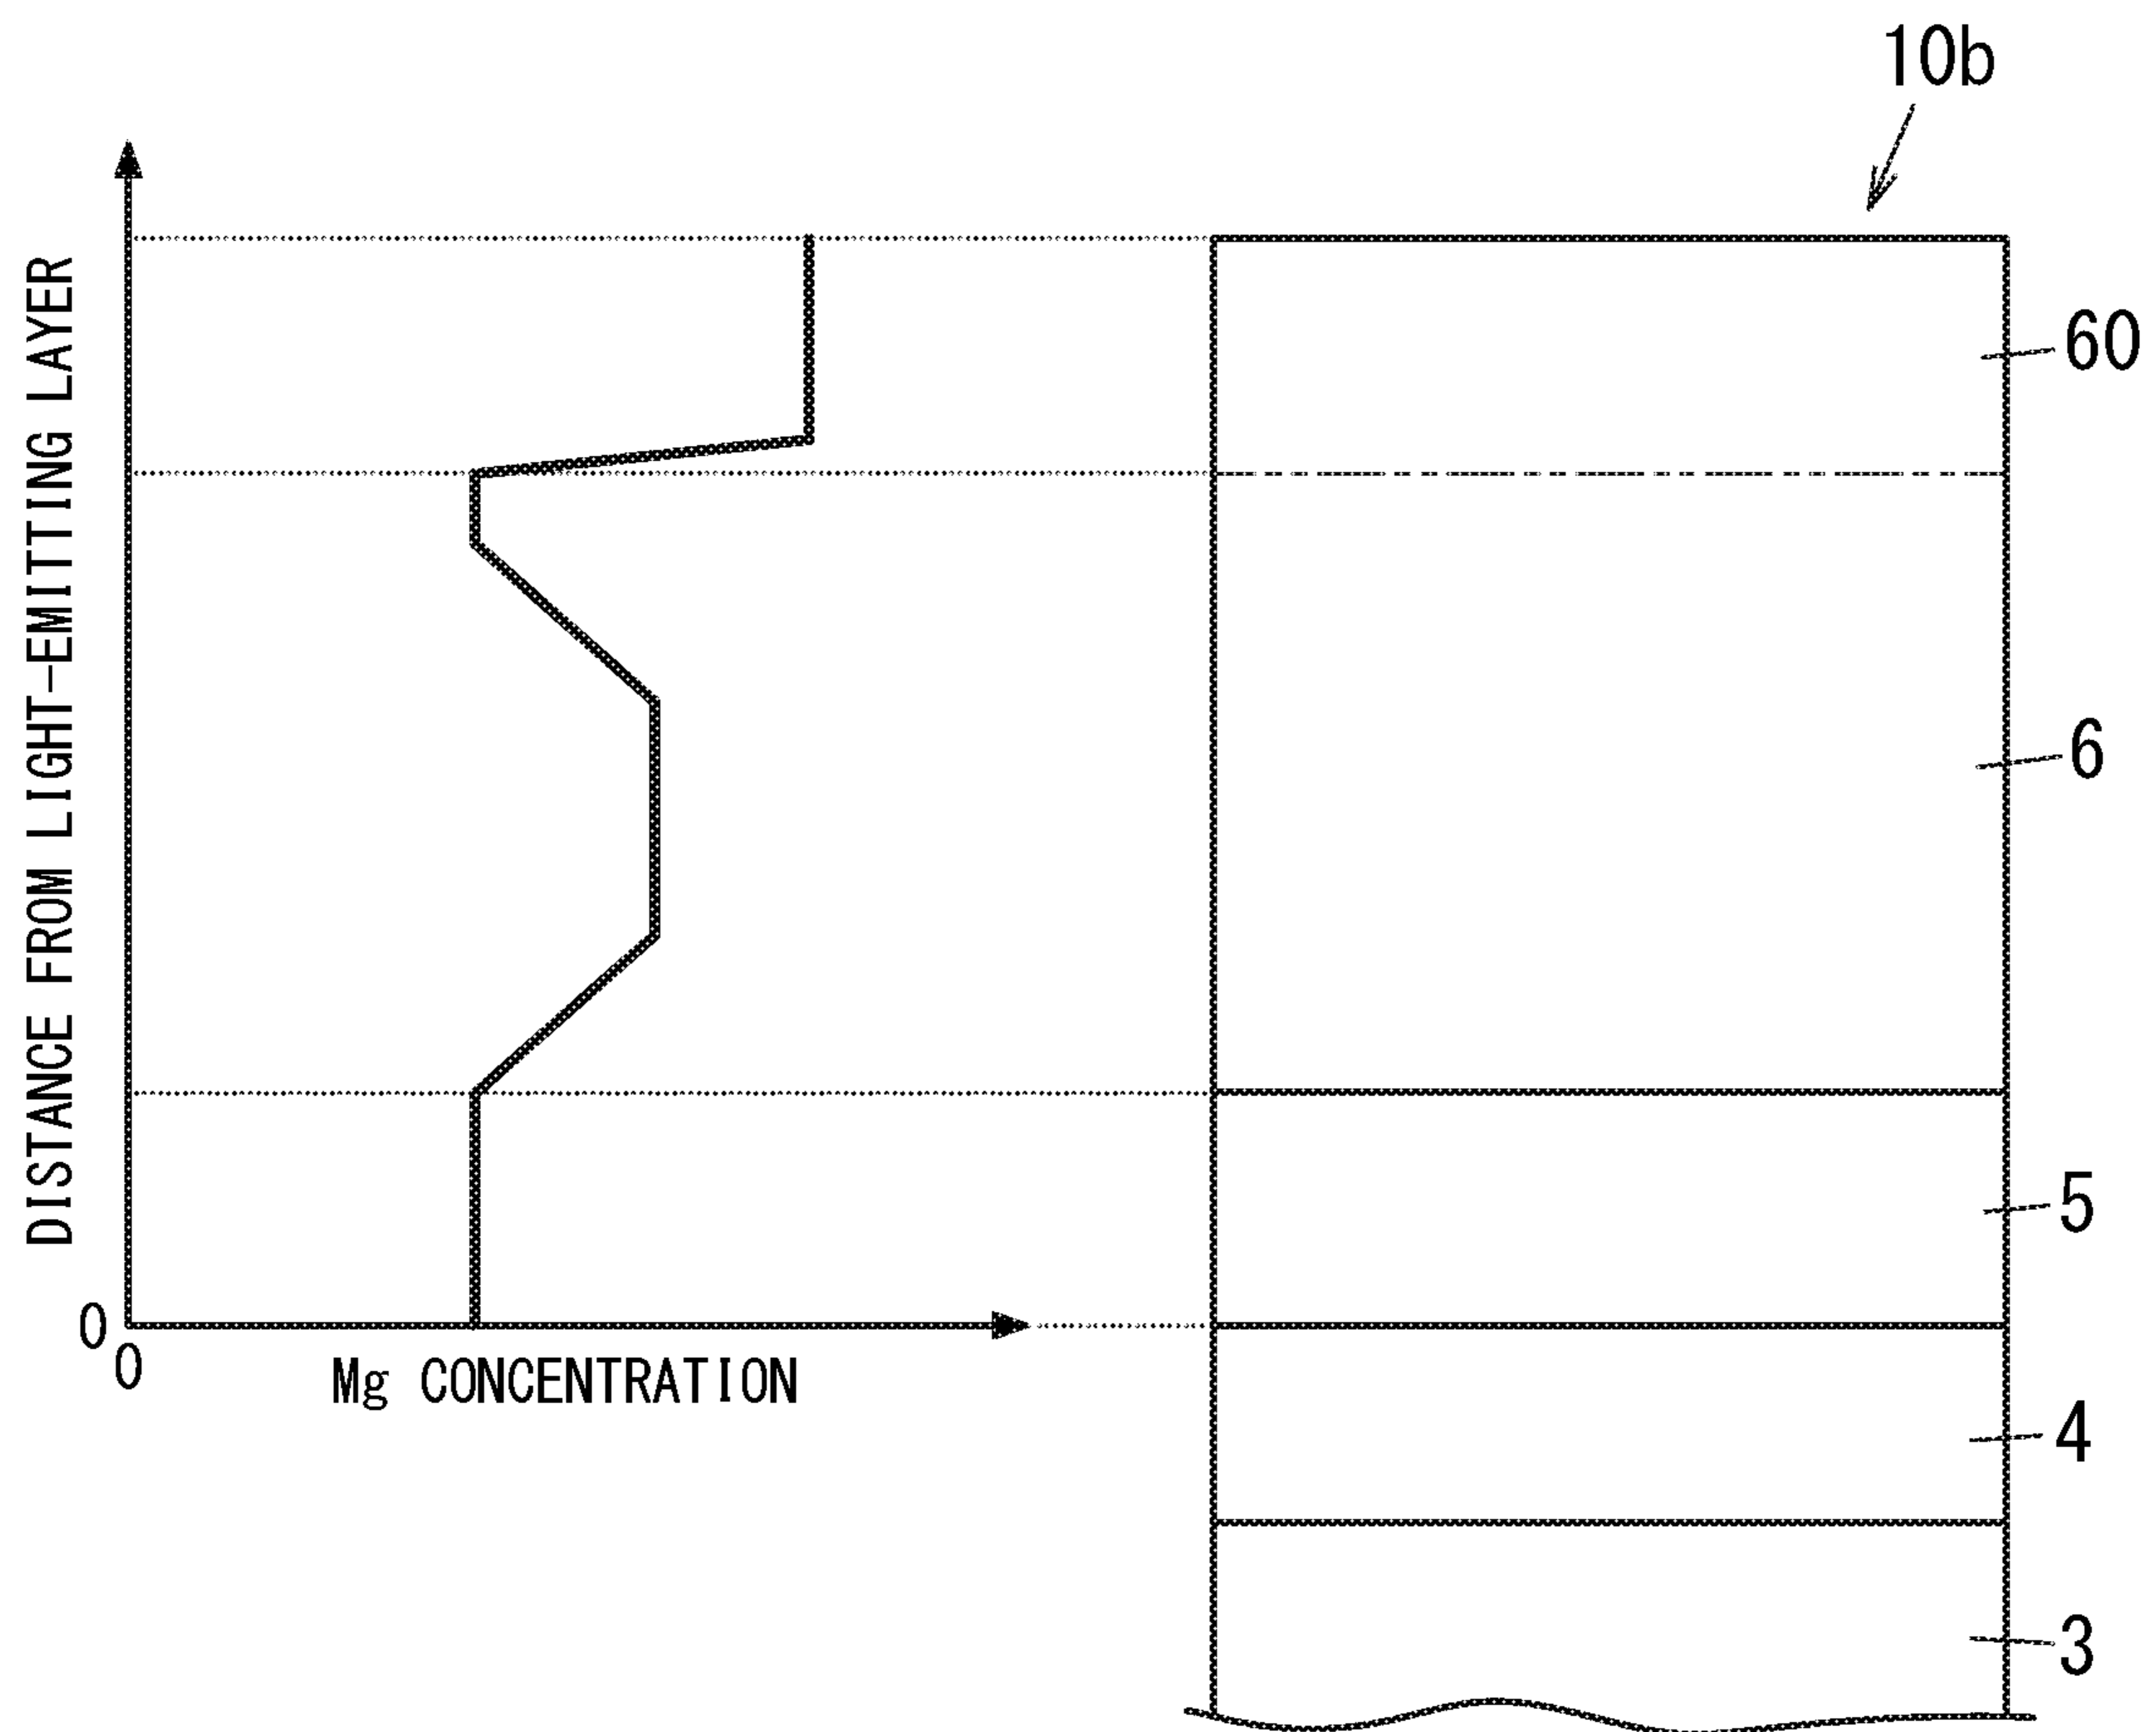 10b
DISTANCE FROM LIGHT-EMITTING LAYER
60
6
5
0
0
Mg CONCENTRATION
4
3